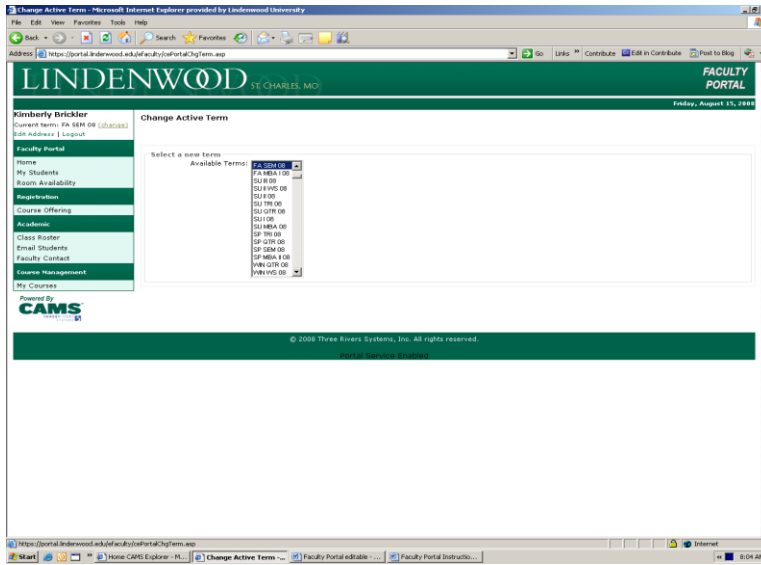 Change Active Term - Microsoft Internet Explorer provided by Lindenwood University
File Edit View Favorites Tools Help
Back Search Favorites
Address https://portal.lindenwood.edu/efaculty/cePortalChgTerm.asp Go Links » Contribute Edit in Contribute Post to Blog
LINDENWOOD ST. CHARLES, MO
FACULTY
PORTAL
Friday, August 15, 2008
Kimberly Brickler
Current term: FA SEM 08 (change)
Edit Address | Logout
Faculty Portal
Home
My Students
Room Availability
Registration
Course Offering
Academic
Class Roster
Email Students
Faculty Contact
Course Management
My Courses
Powered By
CAMS
Change Active Term
Select a new term
Available Terms:
FA SEM 08
FA MBA I 08
SU III 08
SU II WS 08
SU II 08
SU TRI 08
SU QTR 08
SU I 08
SU MBA 08
SP TRI 08
SP QTR 08
SP SEM 08
SP MBA II 08
WIN QTR 08
WIN WS 08
© 2008 Three Rivers Systems, Inc. All rights reserved.
Portal Service Enabled
https://portal.lindenwood.edu/efaculty/cePortalChgTerm.asp Internet
Start » Home CAMS Explorer - M... Change Active Term -... Faculty Portal editable - ... Faculty Portal Instructio... « 8:04 AM